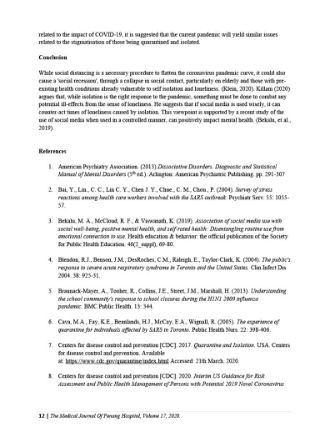 related to the impact of COVID-19, it is suggested that the current pandemic will yield similar issues
related to the stigmatisation of those being quarantined and isolated.
Conclusion
While social distancing is a necessary procedure to flatten the coronavirus pandemic curve, it could also
cause a 'social recession', through a collapse in social contact, particularly on elderly and those with pre-
existing health conditions already vulnerable to self isolation and loneliness. (Klein, 2020). Killam (2020)
argues that, while isolation is the right response to the pandemic, something must be done to combat any
potential ill-effects from the sense of loneliness. He suggests that if social media is used wisely, it can
counter-act times of loneliness caused by isolation. This viewpoint is supported by a recent study of the
use of social media when used in a controlled manner, can positively impact mental health. (Bekalu, et al.,
2019).
References
1. American Psychiatry Association. (2013).Dissociative Disorders. Diagnostic and Statistical
Manual of Mental Disorders (5th ed.). Arlington: American Psychiatric Publishing. pp. 291-307
2. Bai, Y., Lin., C. C., Lin C. Y., Chen J. Y., Chue, C. M., Chou., P. (2004). Survey of stress
reactions among health care workers involved with the SARS outbreak. Psychiatr Serv. 55: 1055-
57.
3. Bekalu, M. A., McCloud, R. F., & Viswanath, K. (2019). Association of social media use with
social well-being, positive mental health, and self-rated health: Disentangling routine use from
emotional connection to use. Health education & behavior: the official publication of the Society
for Public Health Education. 46(2_suppl), 69-80.
4. Blendon, R.J., Benson, J.M., DesRoches, C.M., Raleigh, E., Taylor-Clark, K. (2004). The public's
response to severe acute respiratory syndrome in Toronto and the United States. Clin Infect Dis
2004. 38: 925-31.
5. Braunack-Mayer, A., Tooher, R., Collins, J.E., Street, J.M., Marshall, H. (2013). Understanding
the school community's response to school closures during the H1N1 2009 influenza
pandemic. BMC Public Health. 13: 344.
6. Cava, M.A., Fay, K.E., Beanlands, H.J., McCay, E.A., Wignall, R. (2005). The experience of
quarantine for individuals affected by SARS in Toronto. Public Health Nurs. 22: 398-406.
7. Centers for disease control and prevention [CDC]. 2017. Quarantine and Isolation. USA. Centers
for disease control and prevention. Available
at: https://www.cdc.gov/quarantine/index.html Accessed: 23th March. 2020.
8. Centers for disease control and prevention [CDC]. 2020. Interim US Guidance for Risk
Assessment and Public Health Management of Persons with Potential 2019 Novel Coronavirus
12 | The Medical Journal Of Penang Hospital, Volume 17, 2020.